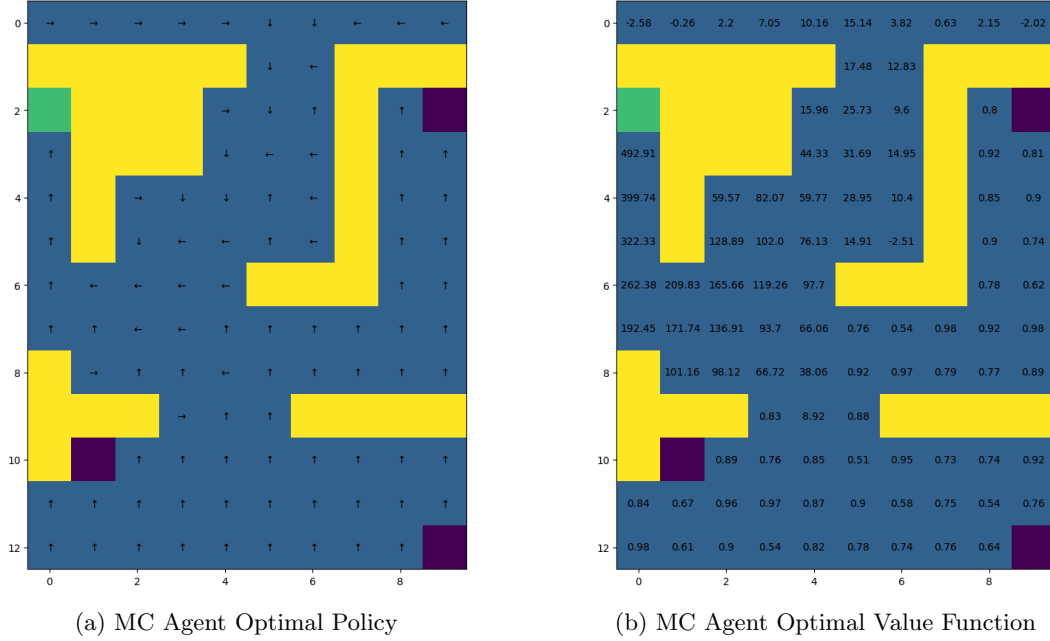 0 → → → → → ↓ ↓ ← ← ←
↓ ←
2 → ↓ ↑ ↑
↑ ↓ ← ← ↑ ↑
4 ↑ → ↓ ↓ ↑ ← ↑ ↑
↑ ↓ ← ← ↑ ← ↑ ↑
6 ↑ ← ← ← ← ↑ ↑
↑ ↑ ← ← ↑ ↑ ↑ ↑ ↑ ↑
8 → ↑ ↑ ← ↑ ↑ ↑ ↑ ↑
→ ↑ ↑
10 ↑ ↑ ↑ ↑ ↑ ↑ ↑ ↑
↑ ↑ ↑ ↑ ↑ ↑ ↑ ↑ ↑ ↑
12 ↑ ↑ ↑ ↑ ↑ ↑ ↑ ↑ ↑
0 2 4 6 8
(a) MC Agent Optimal Policy
0 -2.58 -0.26 2.2 7.05 10.16 15.14 3.82 0.63 2.15 -2.02
17.48 12.83
2 15.96 25.73 9.6 0.8
492.91 44.33 31.69 14.95 0.92 0.81
4 399.74 59.57 82.07 59.77 28.95 10.4 0.85 0.9
322.33 128.89 102.0 76.13 14.91 -2.51 0.9 0.74
6 262.38 209.83 165.66 119.26 97.7 0.78 0.62
192.45 171.74 136.91 93.7 66.06 0.76 0.54 0.98 0.92 0.98
8 101.16 98.12 66.72 38.06 0.92 0.97 0.79 0.77 0.89
0.83 8.92 0.88
10 0.89 0.76 0.85 0.51 0.95 0.73 0.74 0.92
0.84 0.67 0.96 0.97 0.87 0.9 0.58 0.75 0.54 0.76
12 0.98 0.61 0.9 0.54 0.82 0.78 0.74 0.76 0.64
0 2 4 6 8
(b) MC Agent Optimal Value Function